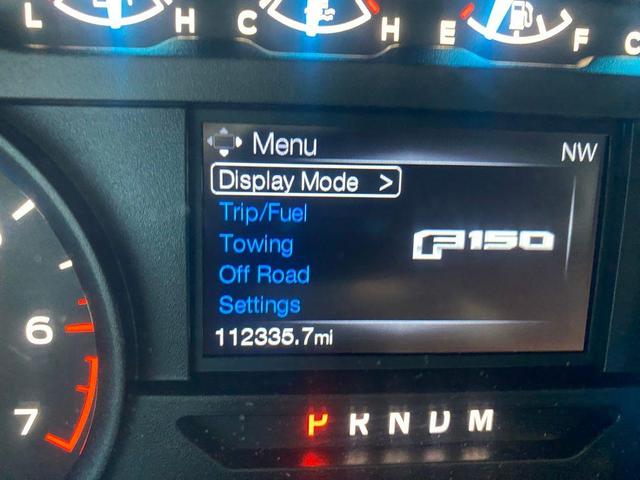 L H C H E F C
Menu NW
Display Mode >
Trip/Fuel
Towing
F150
Off Road
Settings
112335.7mi
6
7
P R N D M